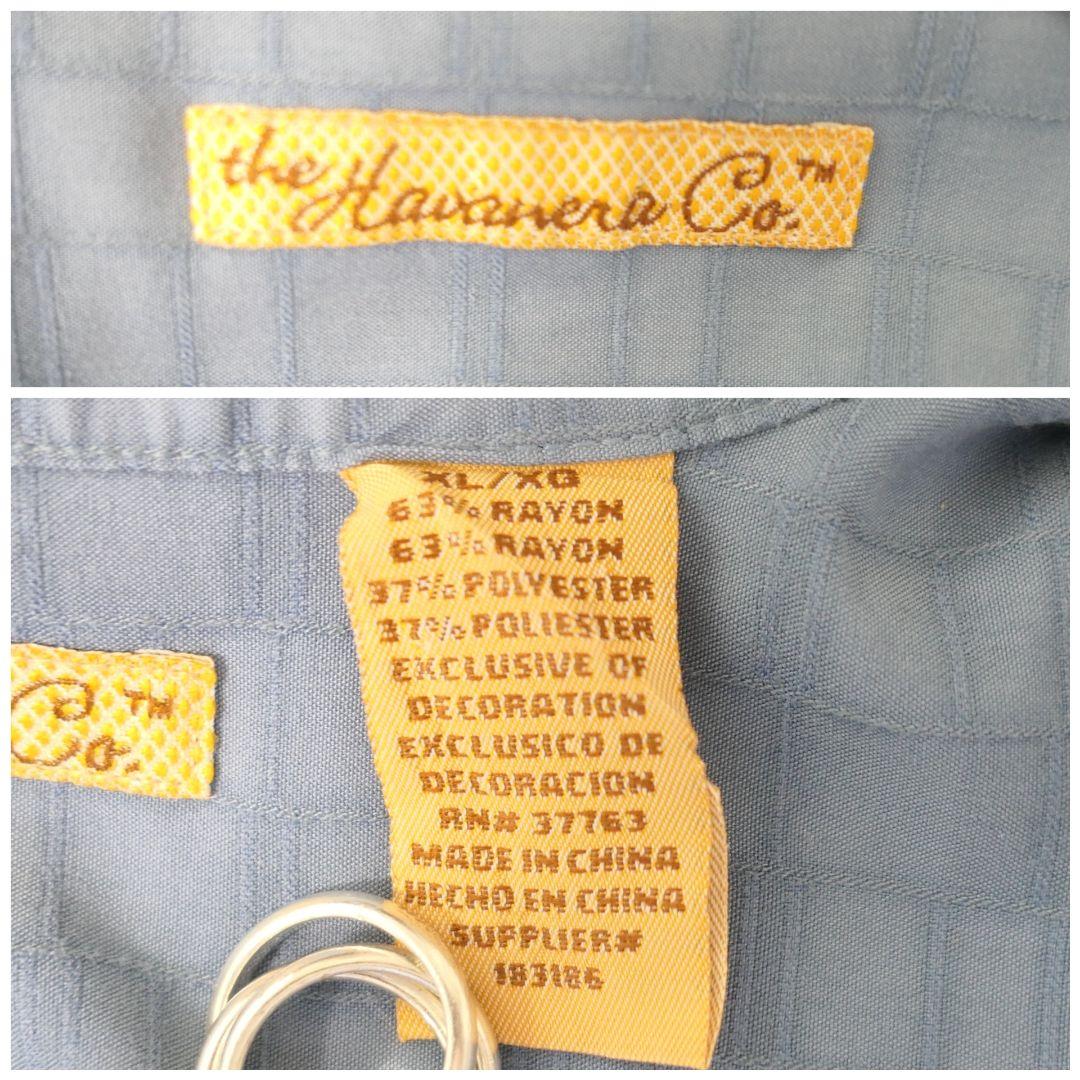 the Havanera Co.™
Co.™
XL/XG
63% RAYON
63% RAYON
37% POLYESTER
37% POLIESTER
EXCLUSIVE OF
DECORATION
EXCLUSICO DE
DECORACION
RN# 37763
MADE IN CHINA
HECHO EN CHINA
SUPPLIER#
183186